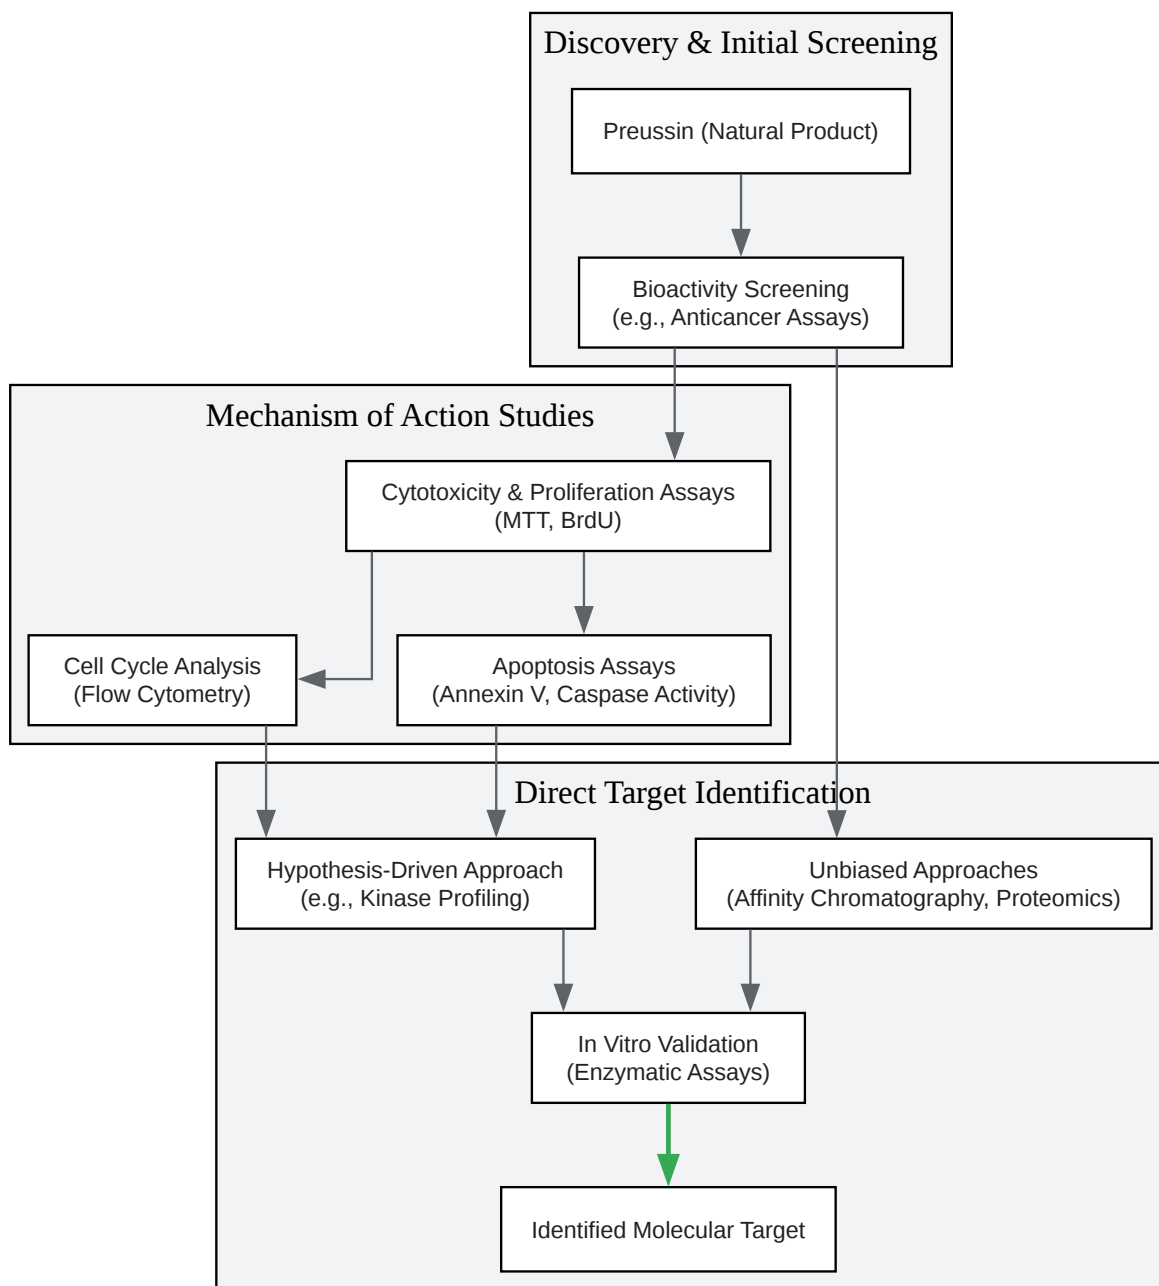 Discovery & Initial Screening
Preussin (Natural Product)
Bioactivity Screening
(e.g., Anticancer Assays)
Mechanism of Action Studies
Cytotoxicity & Proliferation Assays
(MTT, BrdU)
Cell Cycle Analysis
(Flow Cytometry)
Apoptosis Assays
(Annexin V, Caspase Activity)
Direct Target Identification
Hypothesis-Driven Approach
(e.g., Kinase Profiling)
Unbiased Approaches
(Affinity Chromatography, Proteomics)
In Vitro Validation
(Enzymatic Assays)
Identified Molecular Target